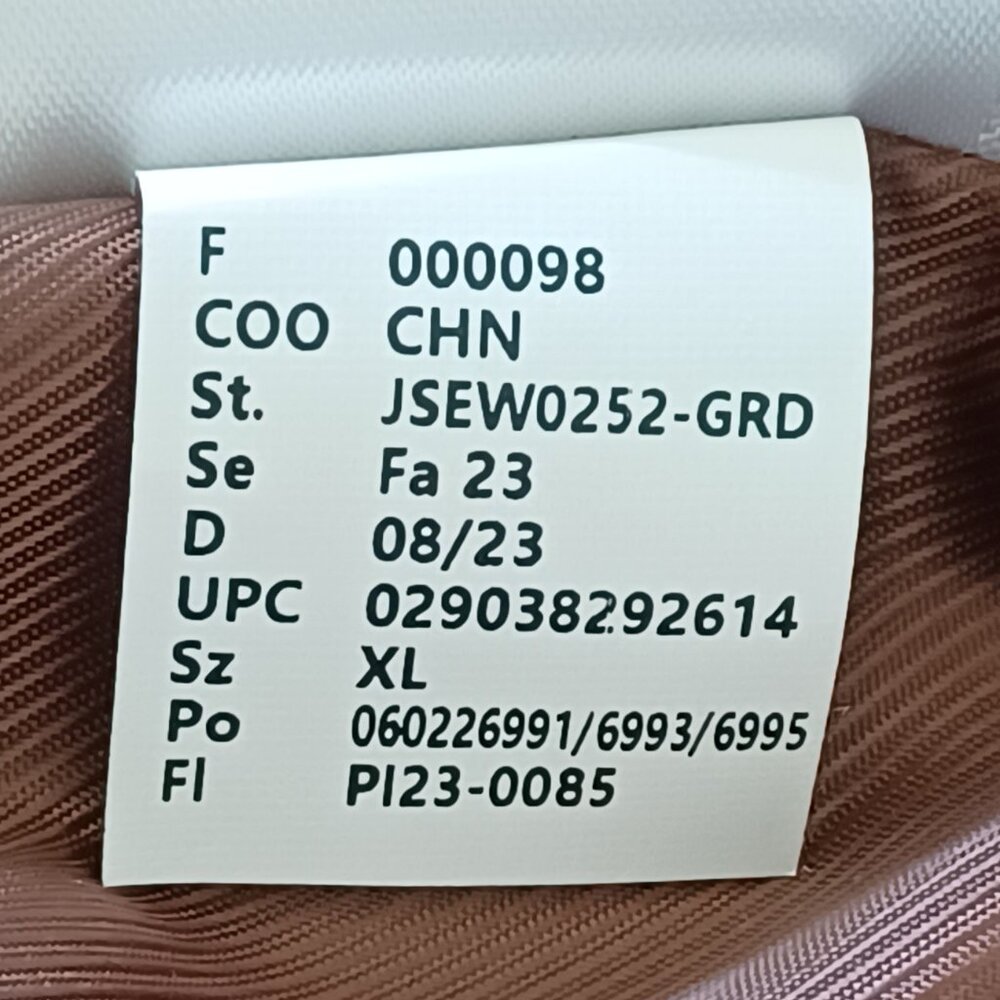 F 000098
COO CHN
St. JSEW0252-GRD
Se Fa 23
D 08/23
UPC 029038292614
Sz XL
Po 060226991/6993/6995
Fl PI23-0085